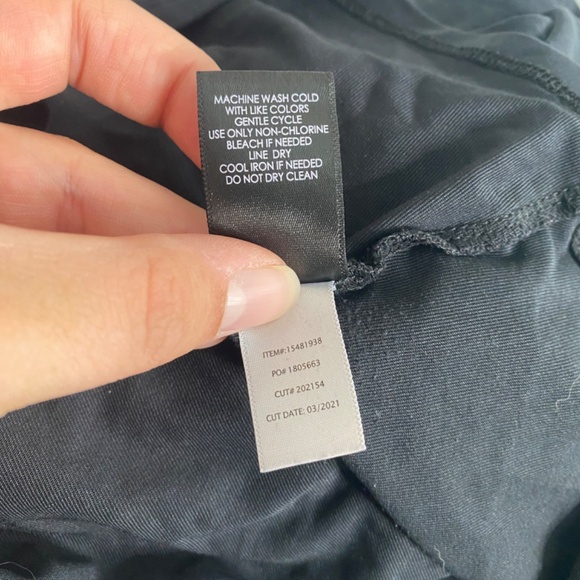 MACHINE WASH COLD
WITH LIKE COLORS
GENTLE CYCLE
USE ONLY NON-CHLORINE
BLEACH IF NEEDED
LINE DRY
COOL IRON IF NEEDED
DO NOT DRY CLEAN
ITEM#:15481938
PO# 1805663
CUT# 202154
CUT DATE: 03/2021